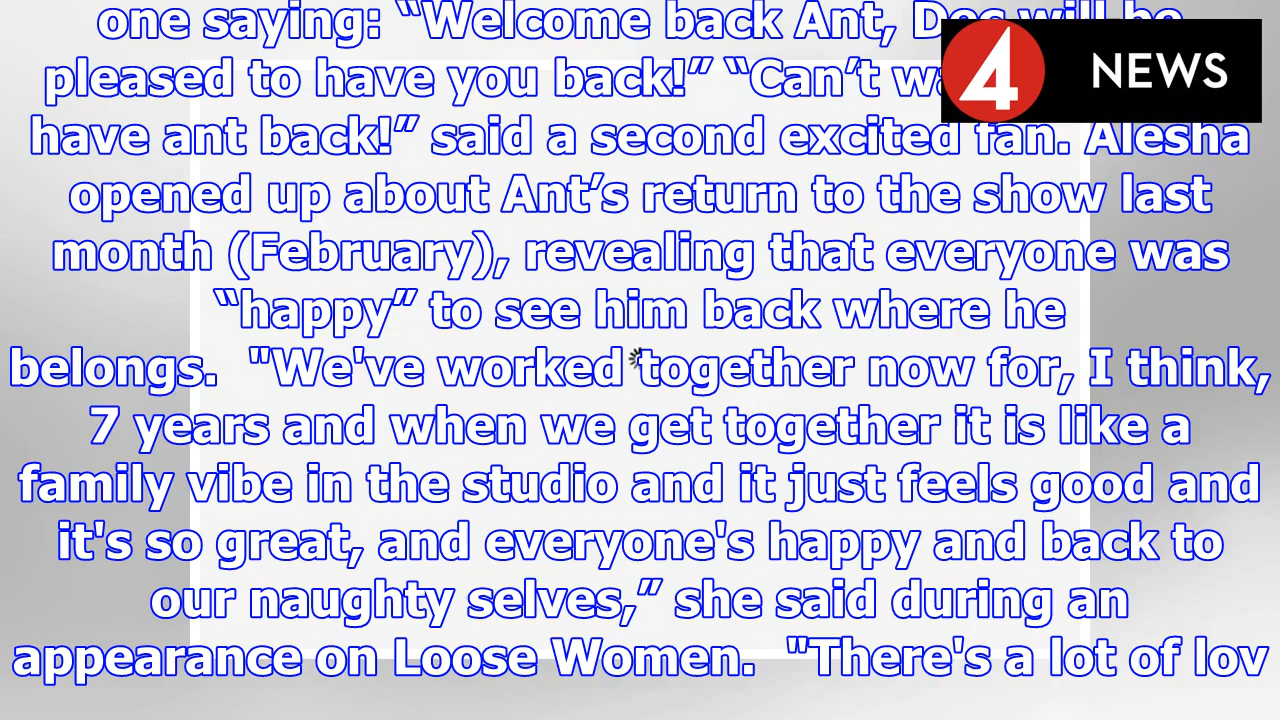 one saying: “Welcome back Ant, Dec will be
pleased to have you back!” “Can’t
have ant back!” said a second excited fan. Alesha
opened up about Ant’s return to the show last
month (February), revealing that everyone was
“happy” to see him back where he
belongs.  "We've worked together now for, I think,
7 years and when we get together it is like a
family vibe in the studio and it just feels good and
it's so great, and everyone's happy and back to
our naughty selves,” she said during an
appearance on Loose Women.  "There's a lot of lov
4 NEWS